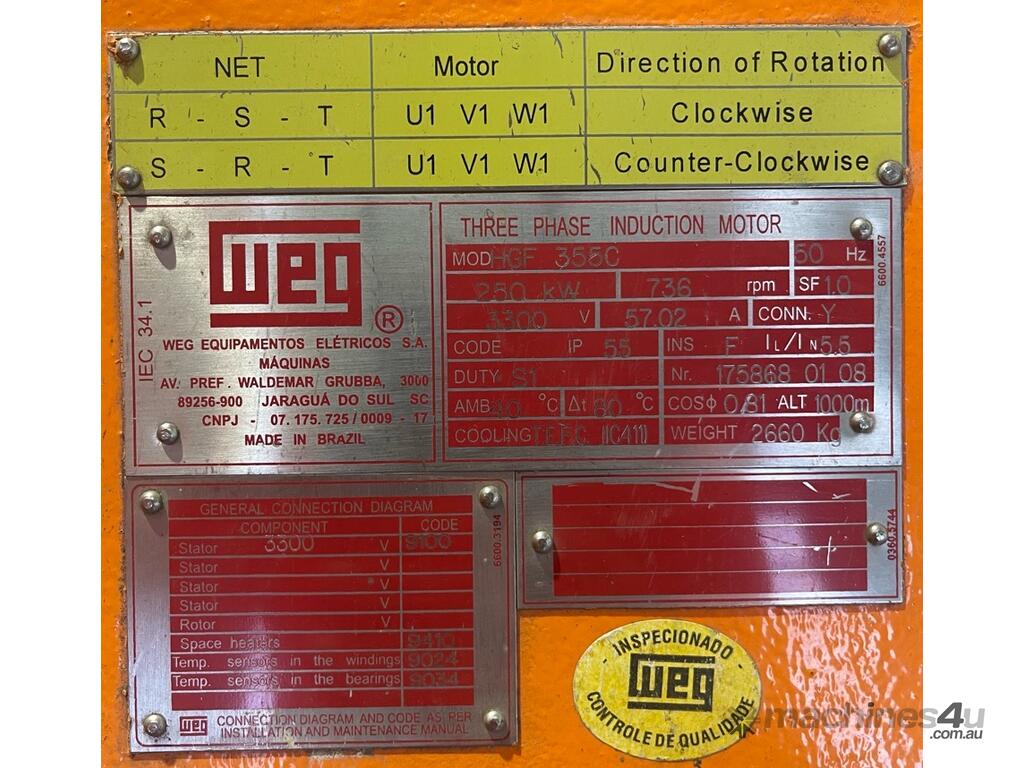 NET Motor Direction of Rotation
R - S - T U1 V1 W1 Clockwise
S - R - T U1 V1 W1 Counter-Clockwise
IEC 34.1
weg ®
WEG EQUIPAMENTOS ELÉTRICOS S.A.
MÁQUINAS
AV. PREF. WALDEMAR GRUBBA, 3000
89256-900 JARAGUÁ DO SUL SC
CNPJ - 07.175.725/0009 - 17
MADE IN BRAZIL
THREE PHASE INDUCTION MOTOR
MOD HGF 355C 50 Hz
250 kW 736 rpm SF 1.0
3300 V 57.02 A CONN. Y
CODE IP 55 INS F IL/IN 5.5
DUTY S1 Nr. 175868 01 08
AMB 40 °C Δt 60 °C COSϕ 0,81 ALT 1000m
COOLING TEFC (IC411) WEIGHT 2660 Kg
6600.4557
GENERAL CONNECTION DIAGRAM
COMPONENT CODE
Stator 3300 V 9100
Stator V
Stator V
Stator V
Rotor V
Space heaters 9410
Temp. sensors in the windings 9024
Temp. sensors in the bearings 9034
weg CONNECTION DIAGRAM AND CODE AS PER
INSTALLATION AND MAINTENANCE MANUAL
6600.3194
0360.5744
INSPECIONADO
weg
CONTROLE DE QUALIDADE
machines4u
.com.au